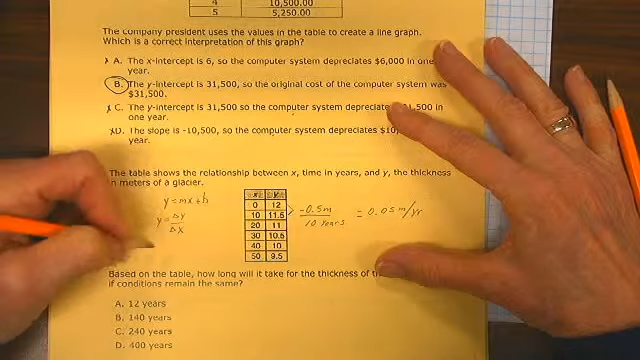 4 10,500.00
5 5,250.00
The company president uses the values in the table to create a line graph.
Which is a correct interpretation of this graph?
A. The x-intercept is 6, so the computer system depreciates $6,000 in one
year.
B. The y-intercept is 31,500, so the original cost of the computer system was
$31,500.
C. The y-intercept is 31,500 so the computer system depreciates 31,500 in
one year.
D. The slope is -10,500, so the computer system depreciates $10,
year.
The table shows the relationship between x, time in years, and y, the thickness
in meters of a glacier.
y = mx + b
y = Δy
Δx
x y
0 12
10 11.5
20 11
30 10.5
40 10
50 9.5
-0.5m
10 years
= 0.05 m/yr
Based on the table, how long will it take for the thickness of
if conditions remain the same?
A. 12 years
B. 140 years
C. 240 years
D. 400 years